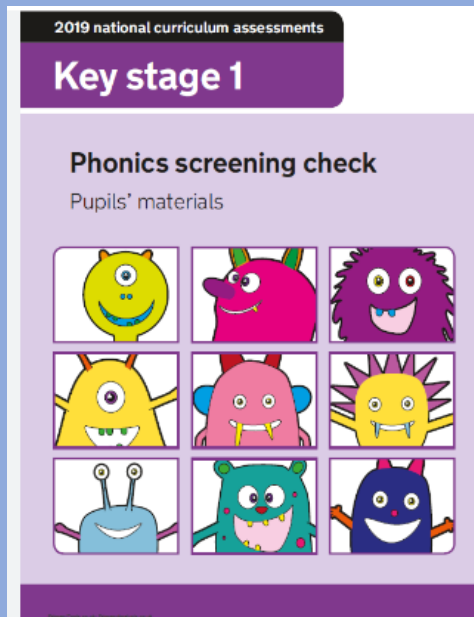 2019 national curriculum assessments
Key stage 1
Phonics screening check
Pupils’ materials